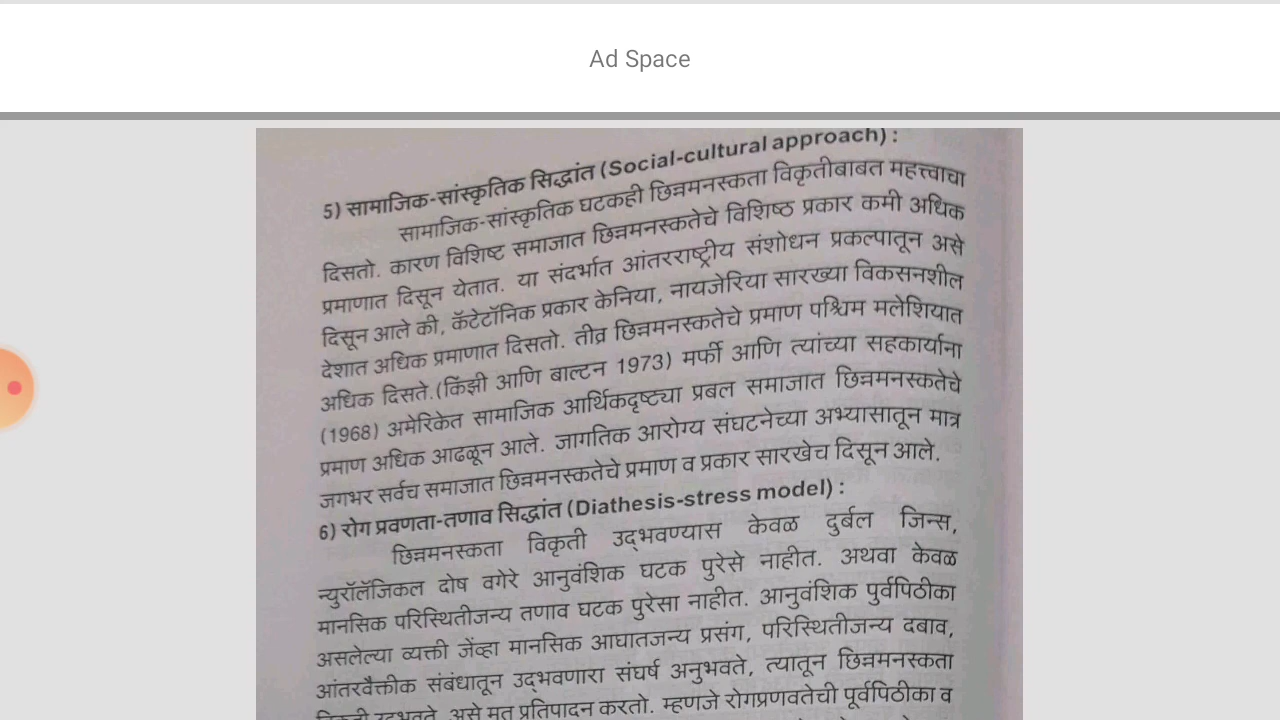 Ad Space
5) सामाजिक-सांस्कृतिक सिद्धांत (Social-cultural approach) :
सामाजिक-सांस्कृतिक घटकही छिन्नमनस्कता विकृतीबाबत महत्त्वाचा
दिसतो. कारण विशिष्ट समाजात छिन्नमनस्कतेचे विशिष्ठ प्रकार कमी अधिक
प्रमाणात दिसून येतात. या संदर्भात आंतरराष्ट्रीय संशोधन प्रकल्पातून असे
दिसून आले की, कॅटेटॉनिक प्रकार केनिया, नायजेरिया सारख्या विकसनशील
देशात अधिक प्रमाणात दिसतो. तीव्र छिन्नमनस्कतेचे प्रमाण पश्चिम मलेशियात
अधिक दिसते.(किंझी आणि बाल्टन 1973) मर्फी आणि त्यांच्या सहकार्यांना
(1968) अमेरिकेत सामाजिक आर्थिकदृष्ट्या प्रबल समाजात छिन्नमनस्कतेचे
प्रमाण अधिक आढळून आले. जागतिक आरोग्य संघटनेच्या अभ्यासातून मात्र
जगभर सर्वच समाजात छिन्नमनस्कतेचे प्रमाण व प्रकार सारखेच दिसून आले.
6) रोग प्रवणता-तणाव सिद्धांत (Diathesis-stress model) :
छिन्नमनस्कता विकृती उद्भवण्यास केवळ दुर्बल जिन्स,
न्युरॉलॅजिकल दोष वगेरे आनुवंशिक घटक पुरेसे नाहीत. अथवा केवळ
मानसिक परिस्थितीजन्य तणाव घटक पुरेसा नाहीत. आनुवंशिक पुर्वपिठीका
असलेल्या व्यक्ती जेंव्हा मानसिक आघातजन्य प्रसंग, परिस्थितीजन्य दबाव,
आंतरवैक्तीक संबंधातून उद्भवणारा संघर्ष अनुभवते, त्यातून छिन्नमनस्कता
उद्भवते, असे मत प्रतिपादन करतो. म्हणजे रोगप्रणवतेची पूर्वपिठीका व